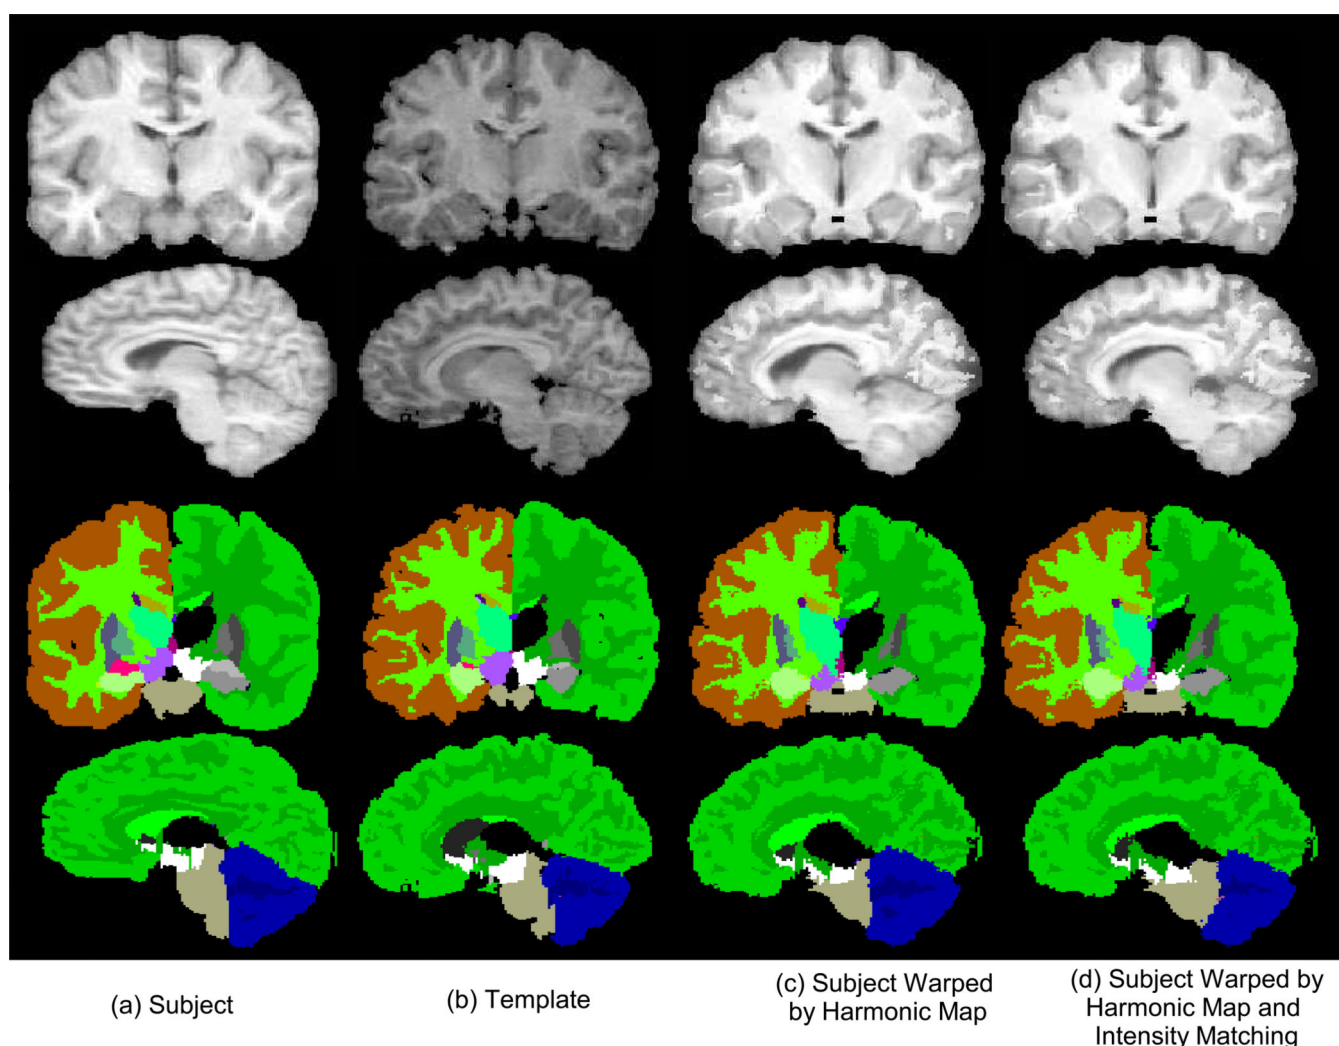 (a) Subject
(b) Template
(c) Subject Warped
by Harmonic Map
(d) Subject Warped by
Harmonic Map and
Intensity Matching